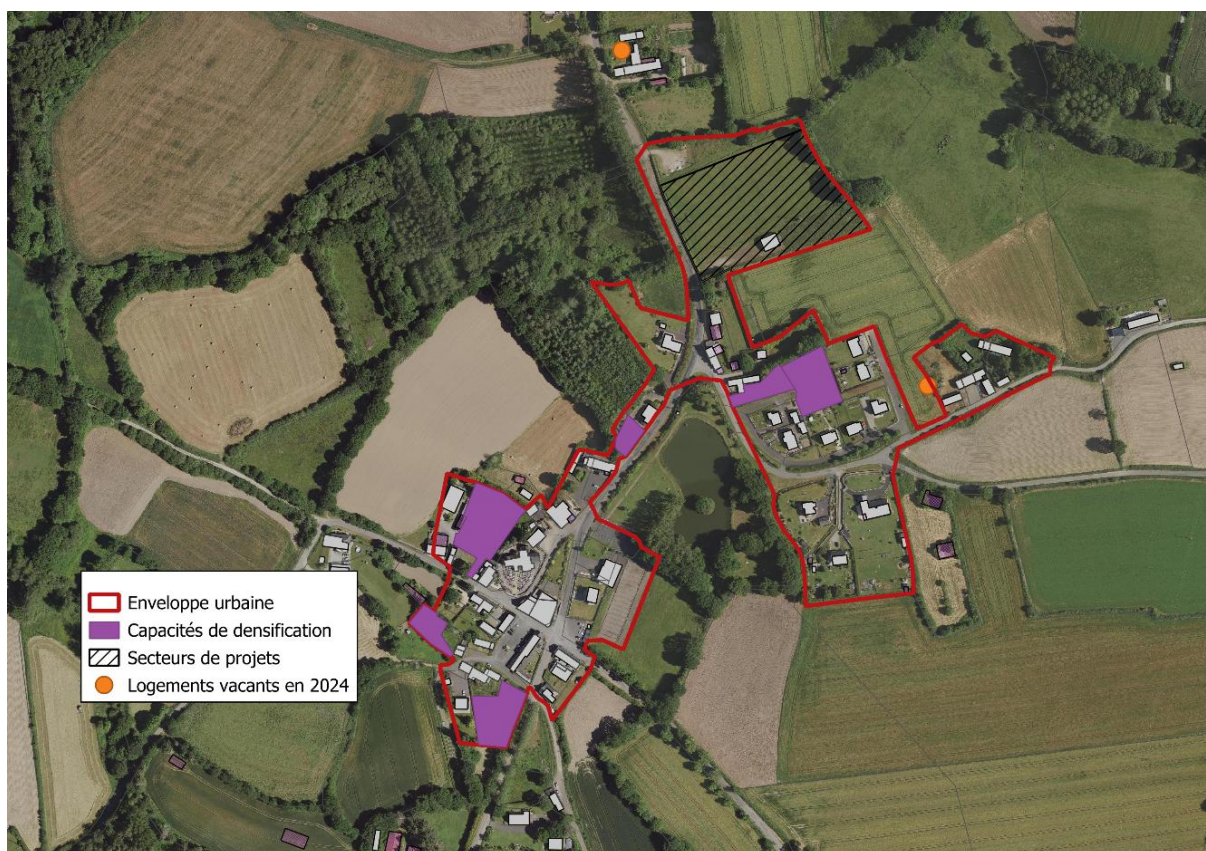 Enveloppe urbaine
Capacités de densification
Secteurs de projets
Logements vacants en 2024